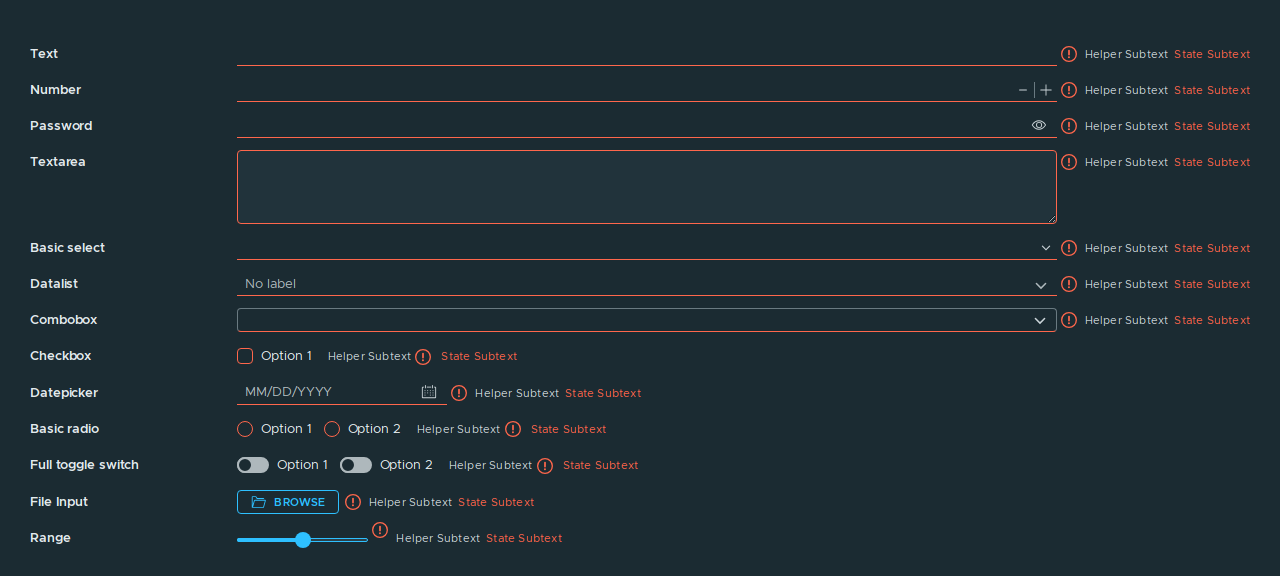 Text Helper Subtext State Subtext
Number Helper Subtext State Subtext
Password Helper Subtext State Subtext
Textarea Helper Subtext State Subtext
Basic select Helper Subtext State Subtext
Datalist No label Helper Subtext State Subtext
Combobox Helper Subtext State Subtext
Checkbox Option 1 Helper Subtext State Subtext
Datepicker MM/DD/YYYY Helper Subtext State Subtext
Basic radio Option 1 Option 2 Helper Subtext State Subtext
Full toggle switch Option 1 Option 2 Helper Subtext State Subtext
File Input BROWSE Helper Subtext State Subtext
Range Helper Subtext State Subtext